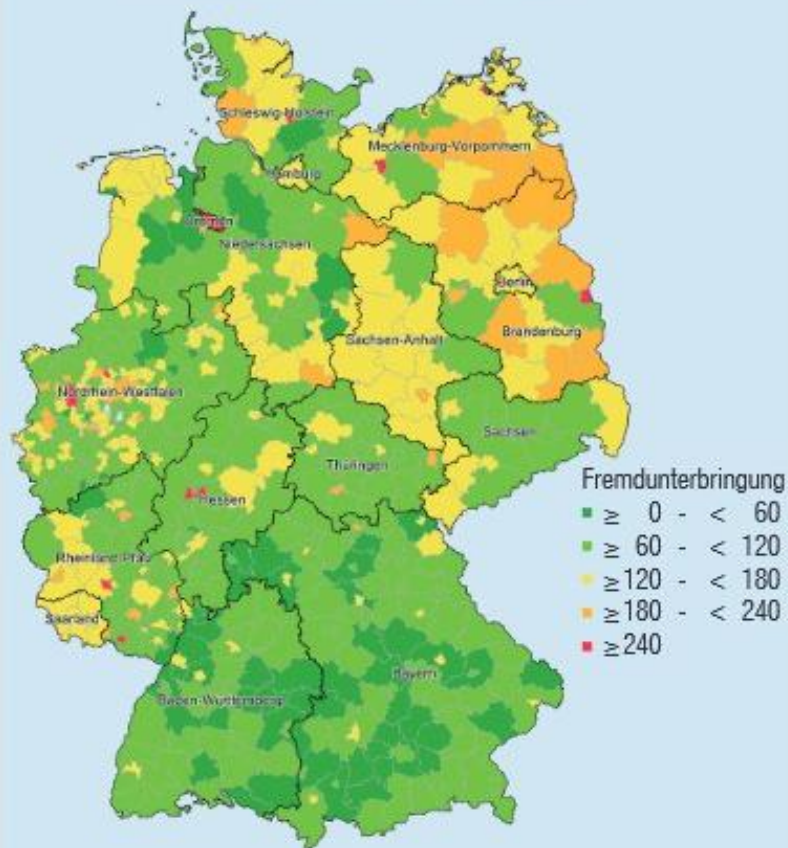 Schleswig-Holstein
Mecklenburg-Vorpommern
Hamburg
Bremen
Niedersachsen
Berlin
Brandenburg
Sachsen-Anhalt
Nordrhein-Westfalen
Sachsen
Thüringen
Hessen
Rheinland-Pfalz
Saarland
Bayern
Baden-Württemberg
Fremdunterbringung
≥ 0 - < 60
≥ 60 - < 120
≥120 - < 180
≥180 - < 240
≥240